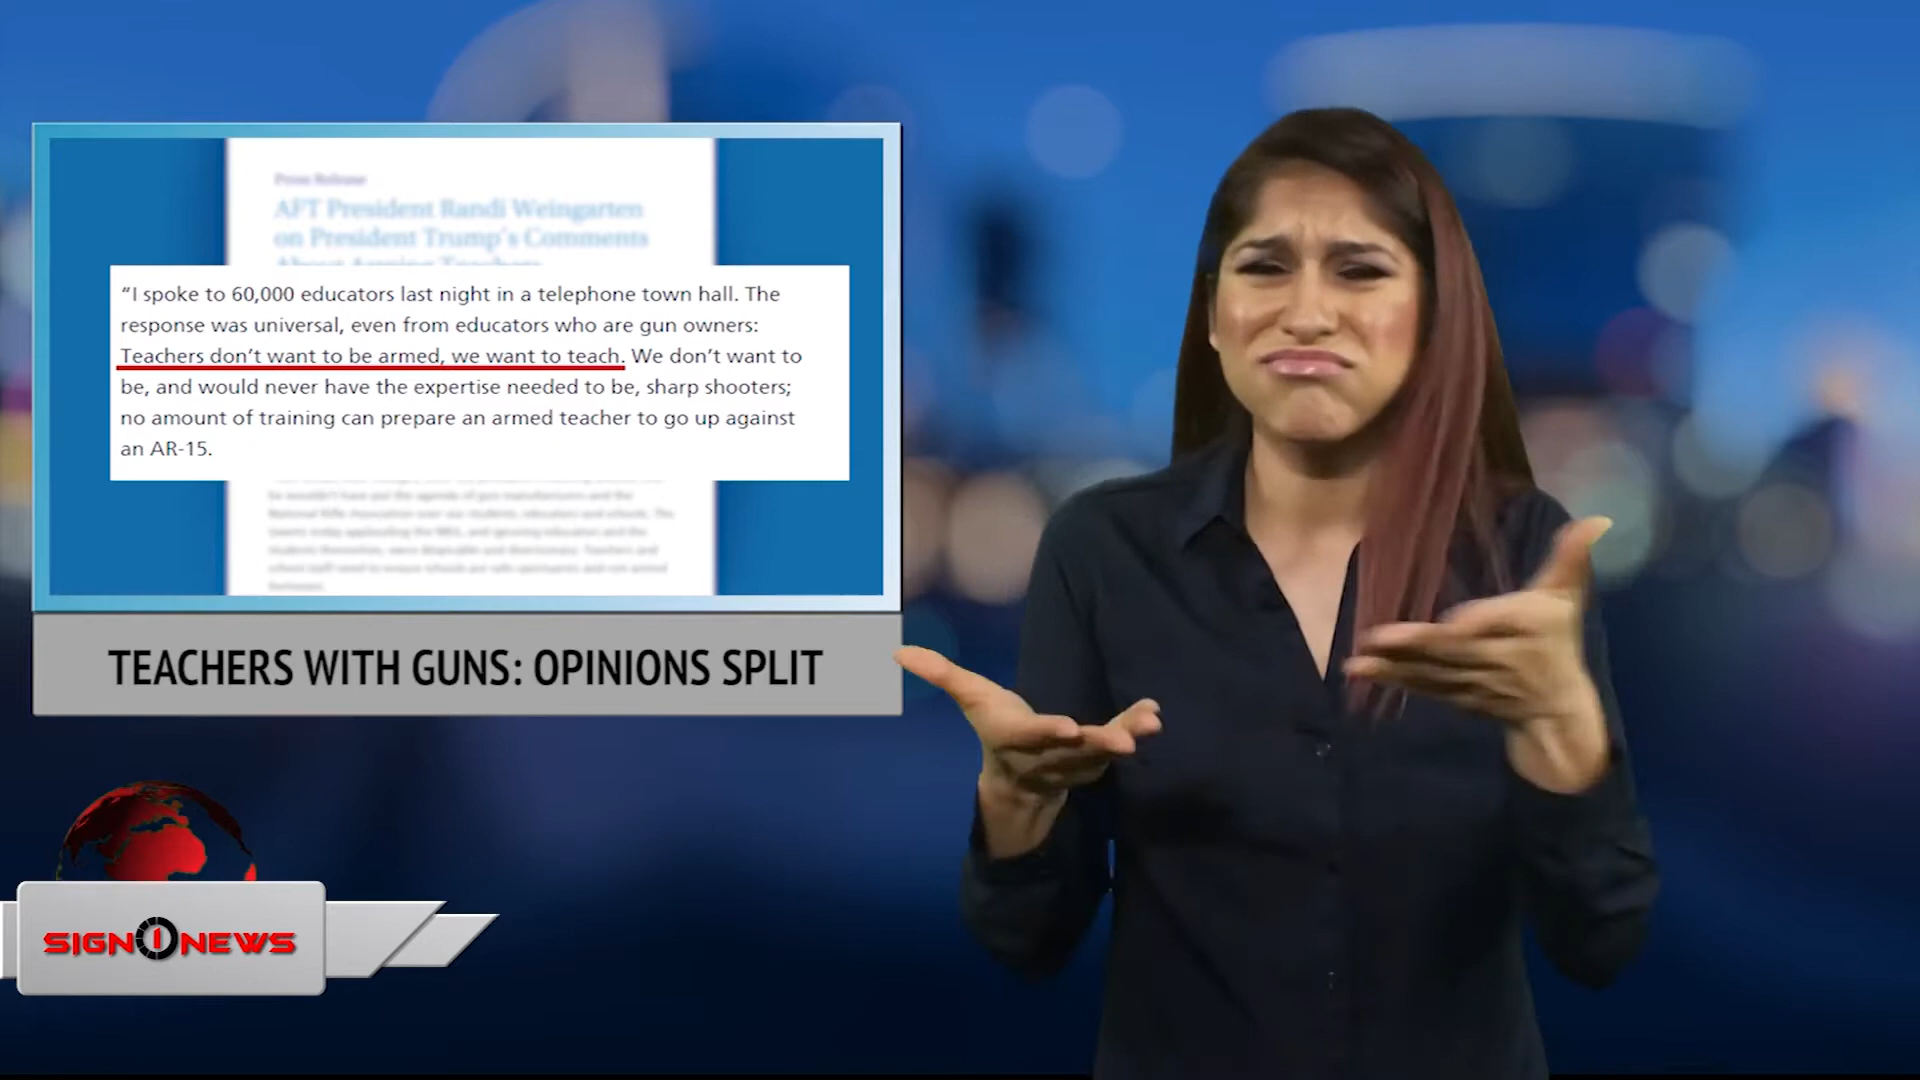 Press Release
AFT President Randi Weingarten
on President Trump's Comments
About Arming Teachers
“I spoke to 60,000 educators last night in a telephone town hall. The
response was universal, even from educators who are gun owners:
Teachers don’t want to be armed, we want to teach. We don’t want to
be, and would never have the expertise needed to be, sharp shooters;
no amount of training can prepare an armed teacher to go up against
an AR-15.
TEACHERS WITH GUNS: OPINIONS SPLIT
SIGN1NEWS